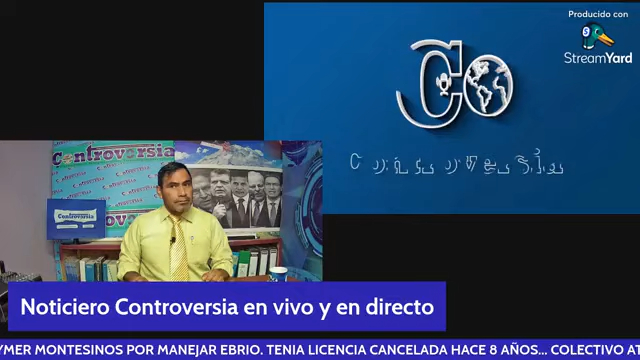 Producido con
StreamYard
Co
Controversia
Controversia
Noticiero Controversia en vivo y en directo
YMER MONTESINOS POR MANEJAR EBRIO. TENIA LICENCIA CANCELADA HACE 8 AÑOS... COLECTIVO AT